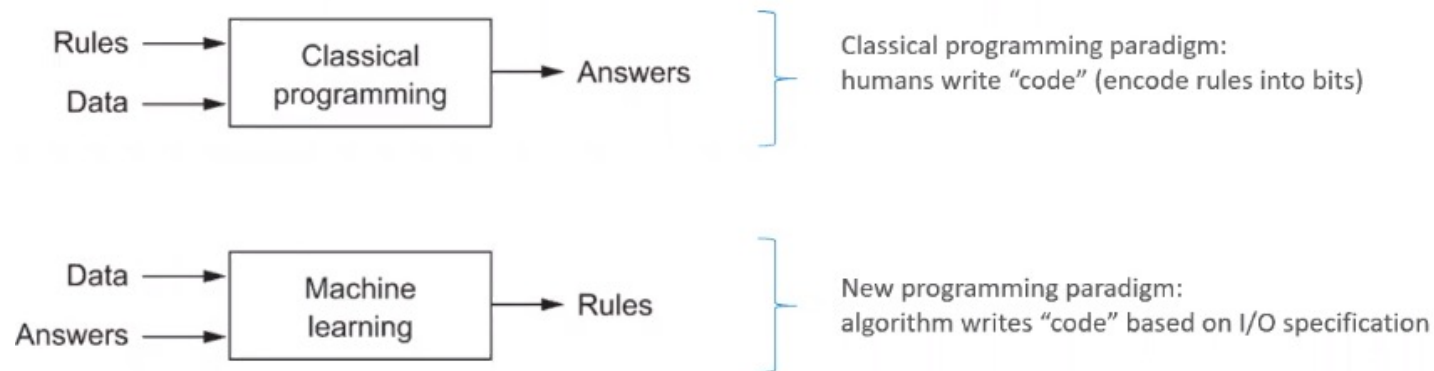 Rules
Data
Classical
programming
Answers
Classical programming paradigm:
humans write “code” (encode rules into bits)
Data
Answers
Machine
learning
Rules
New programming paradigm:
algorithm writes “code” based on I/O specification